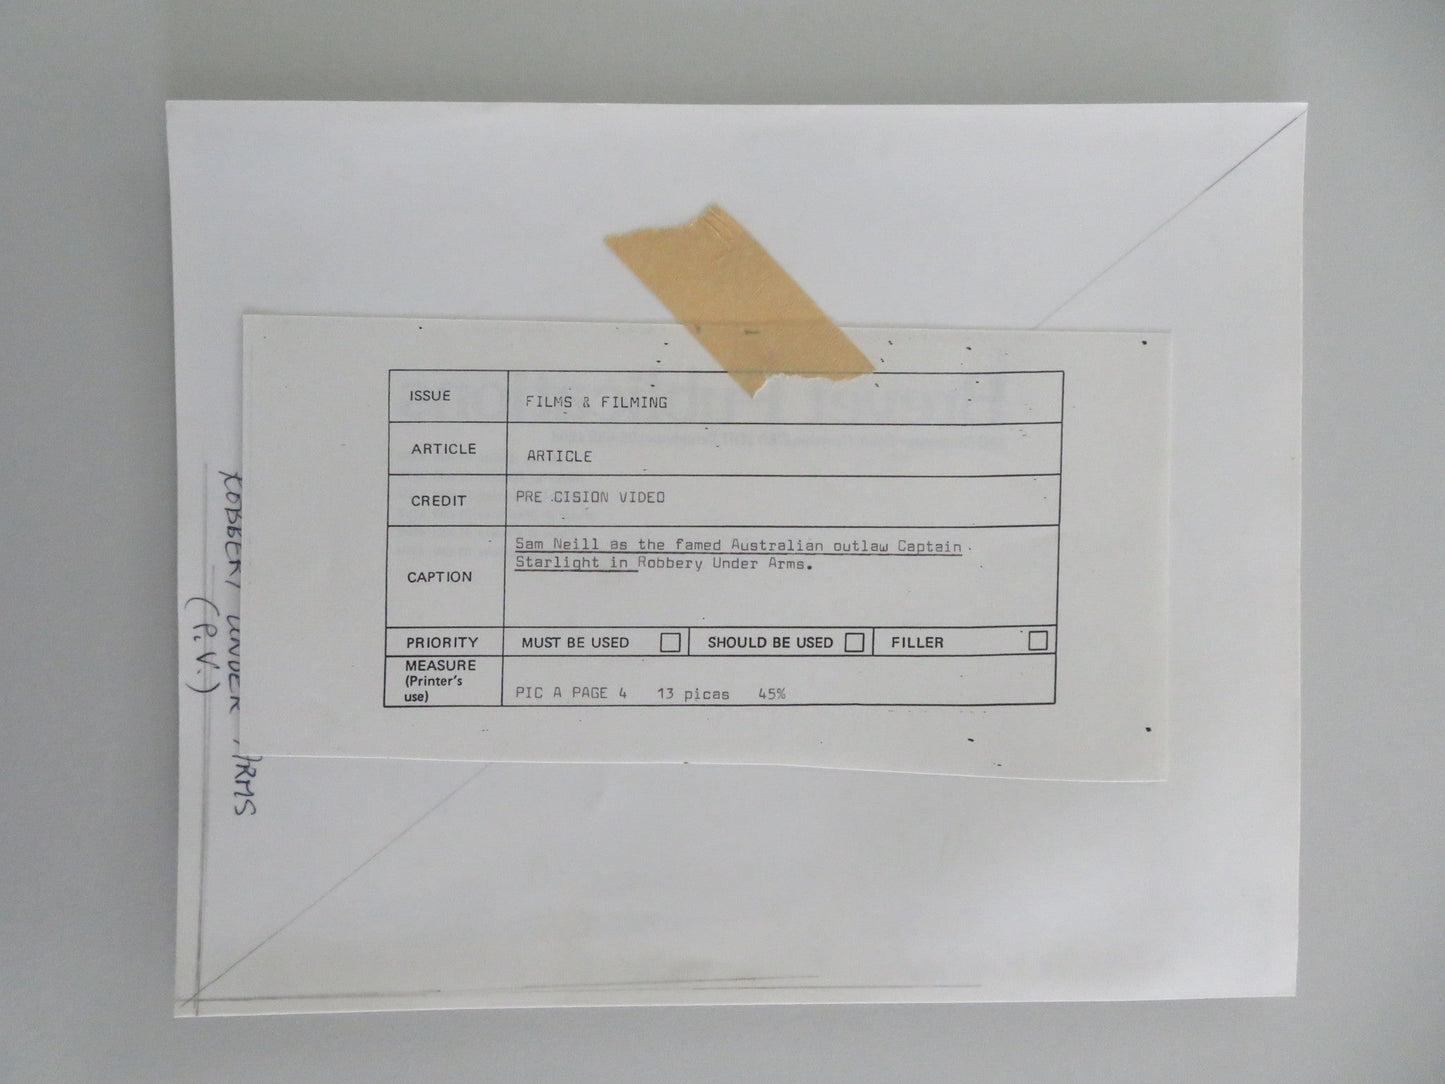 ISSUE FILMS & FILMING
ARTICLE ARTICLE
CREDIT PRE .CISION VIDEO
CAPTION Sam Neill as the famed Australian outlaw Captain
Starlight in Robbery Under Arms.
PRIORITY MUST BE USED SHOULD BE USED FILLER
MEASURE
(Printer's
use) PIC A PAGE 4 13 picas 45%
ROBBERY UNDER ARMS
(P.V.)